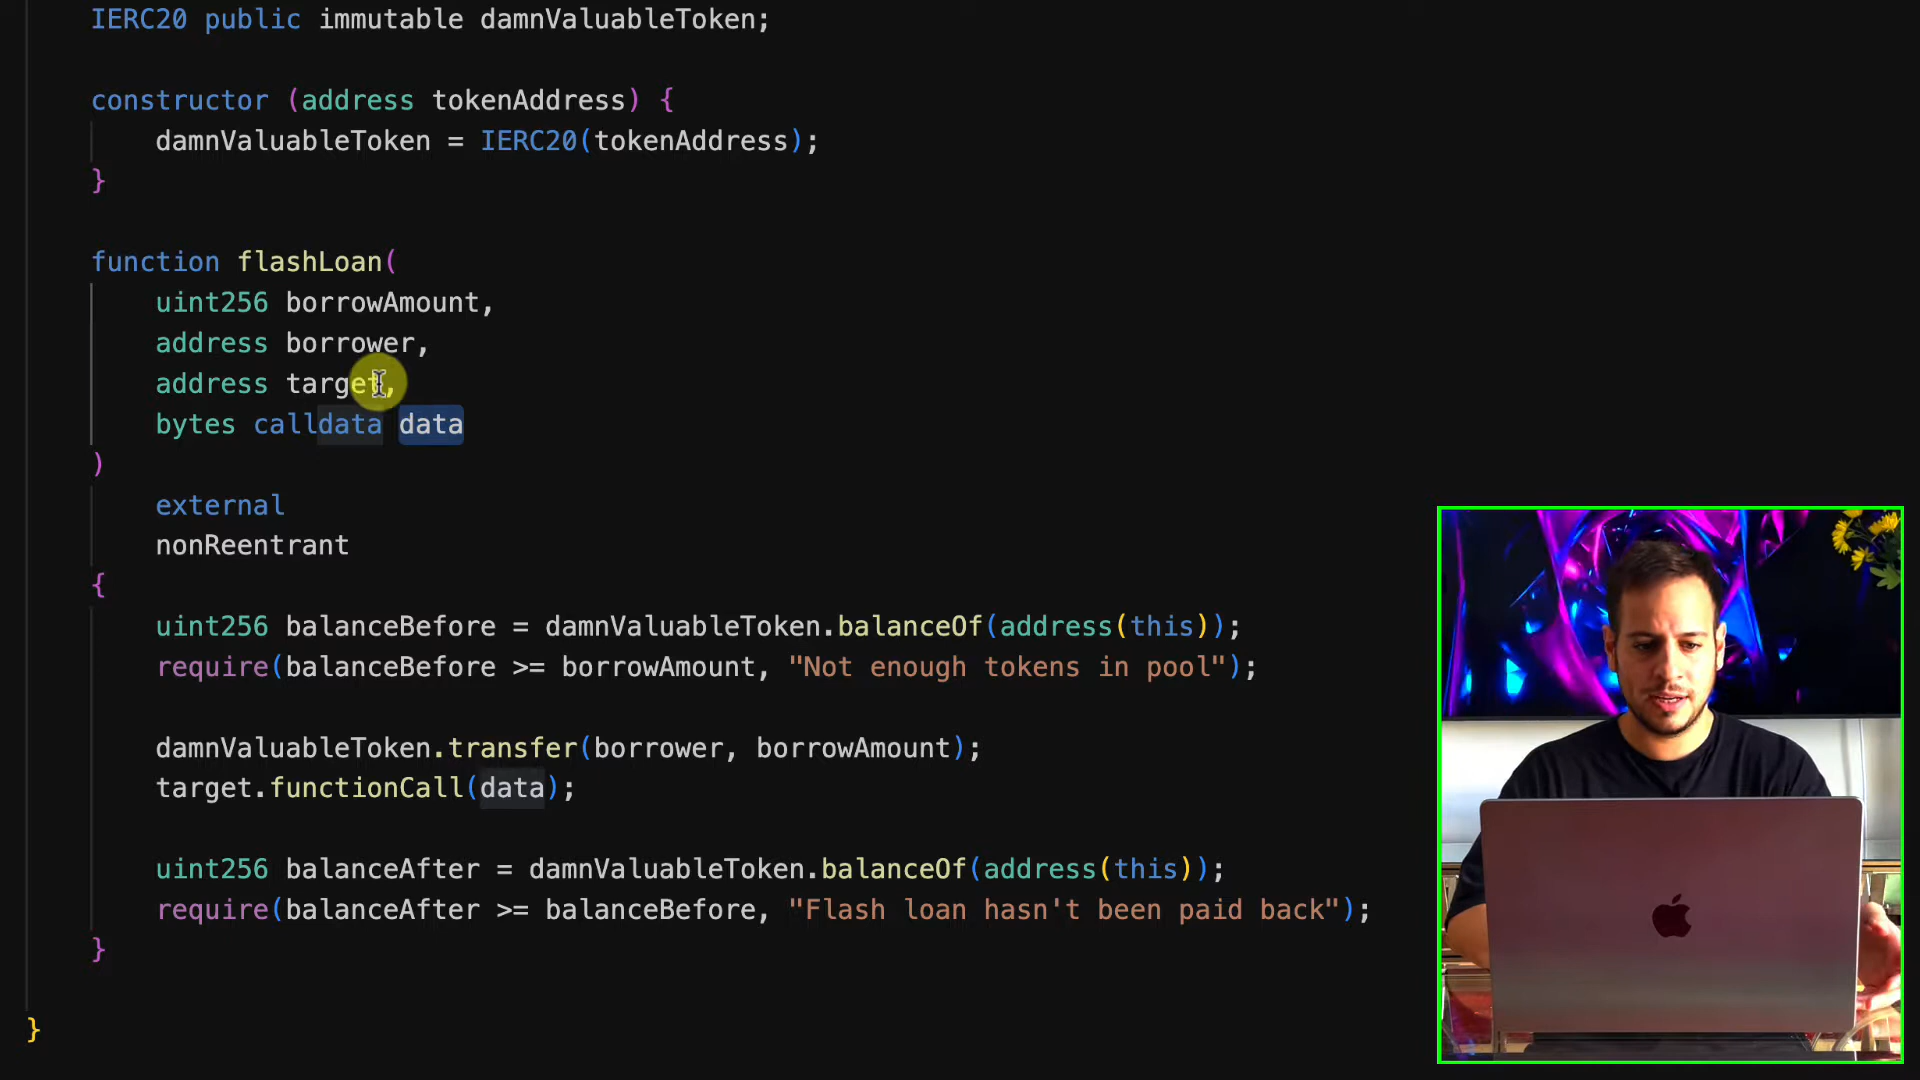 IERC20 public immutable damnValuableToken;
constructor (address tokenAddress) {
damnValuableToken = IERC20(tokenAddress);
}
function flashLoan(
uint256 borrowAmount,
address borrower,
address target,
bytes calldata data
)
external
nonReentrant
{
uint256 balanceBefore = damnValuableToken.balanceOf(address(this));
require(balanceBefore >= borrowAmount, "Not enough tokens in pool");
damnValuableToken.transfer(borrower, borrowAmount);
target.functionCall(data);
uint256 balanceAfter = damnValuableToken.balanceOf(address(this));
require(balanceAfter >= balanceBefore, "Flash loan hasn't been paid back");
}
}